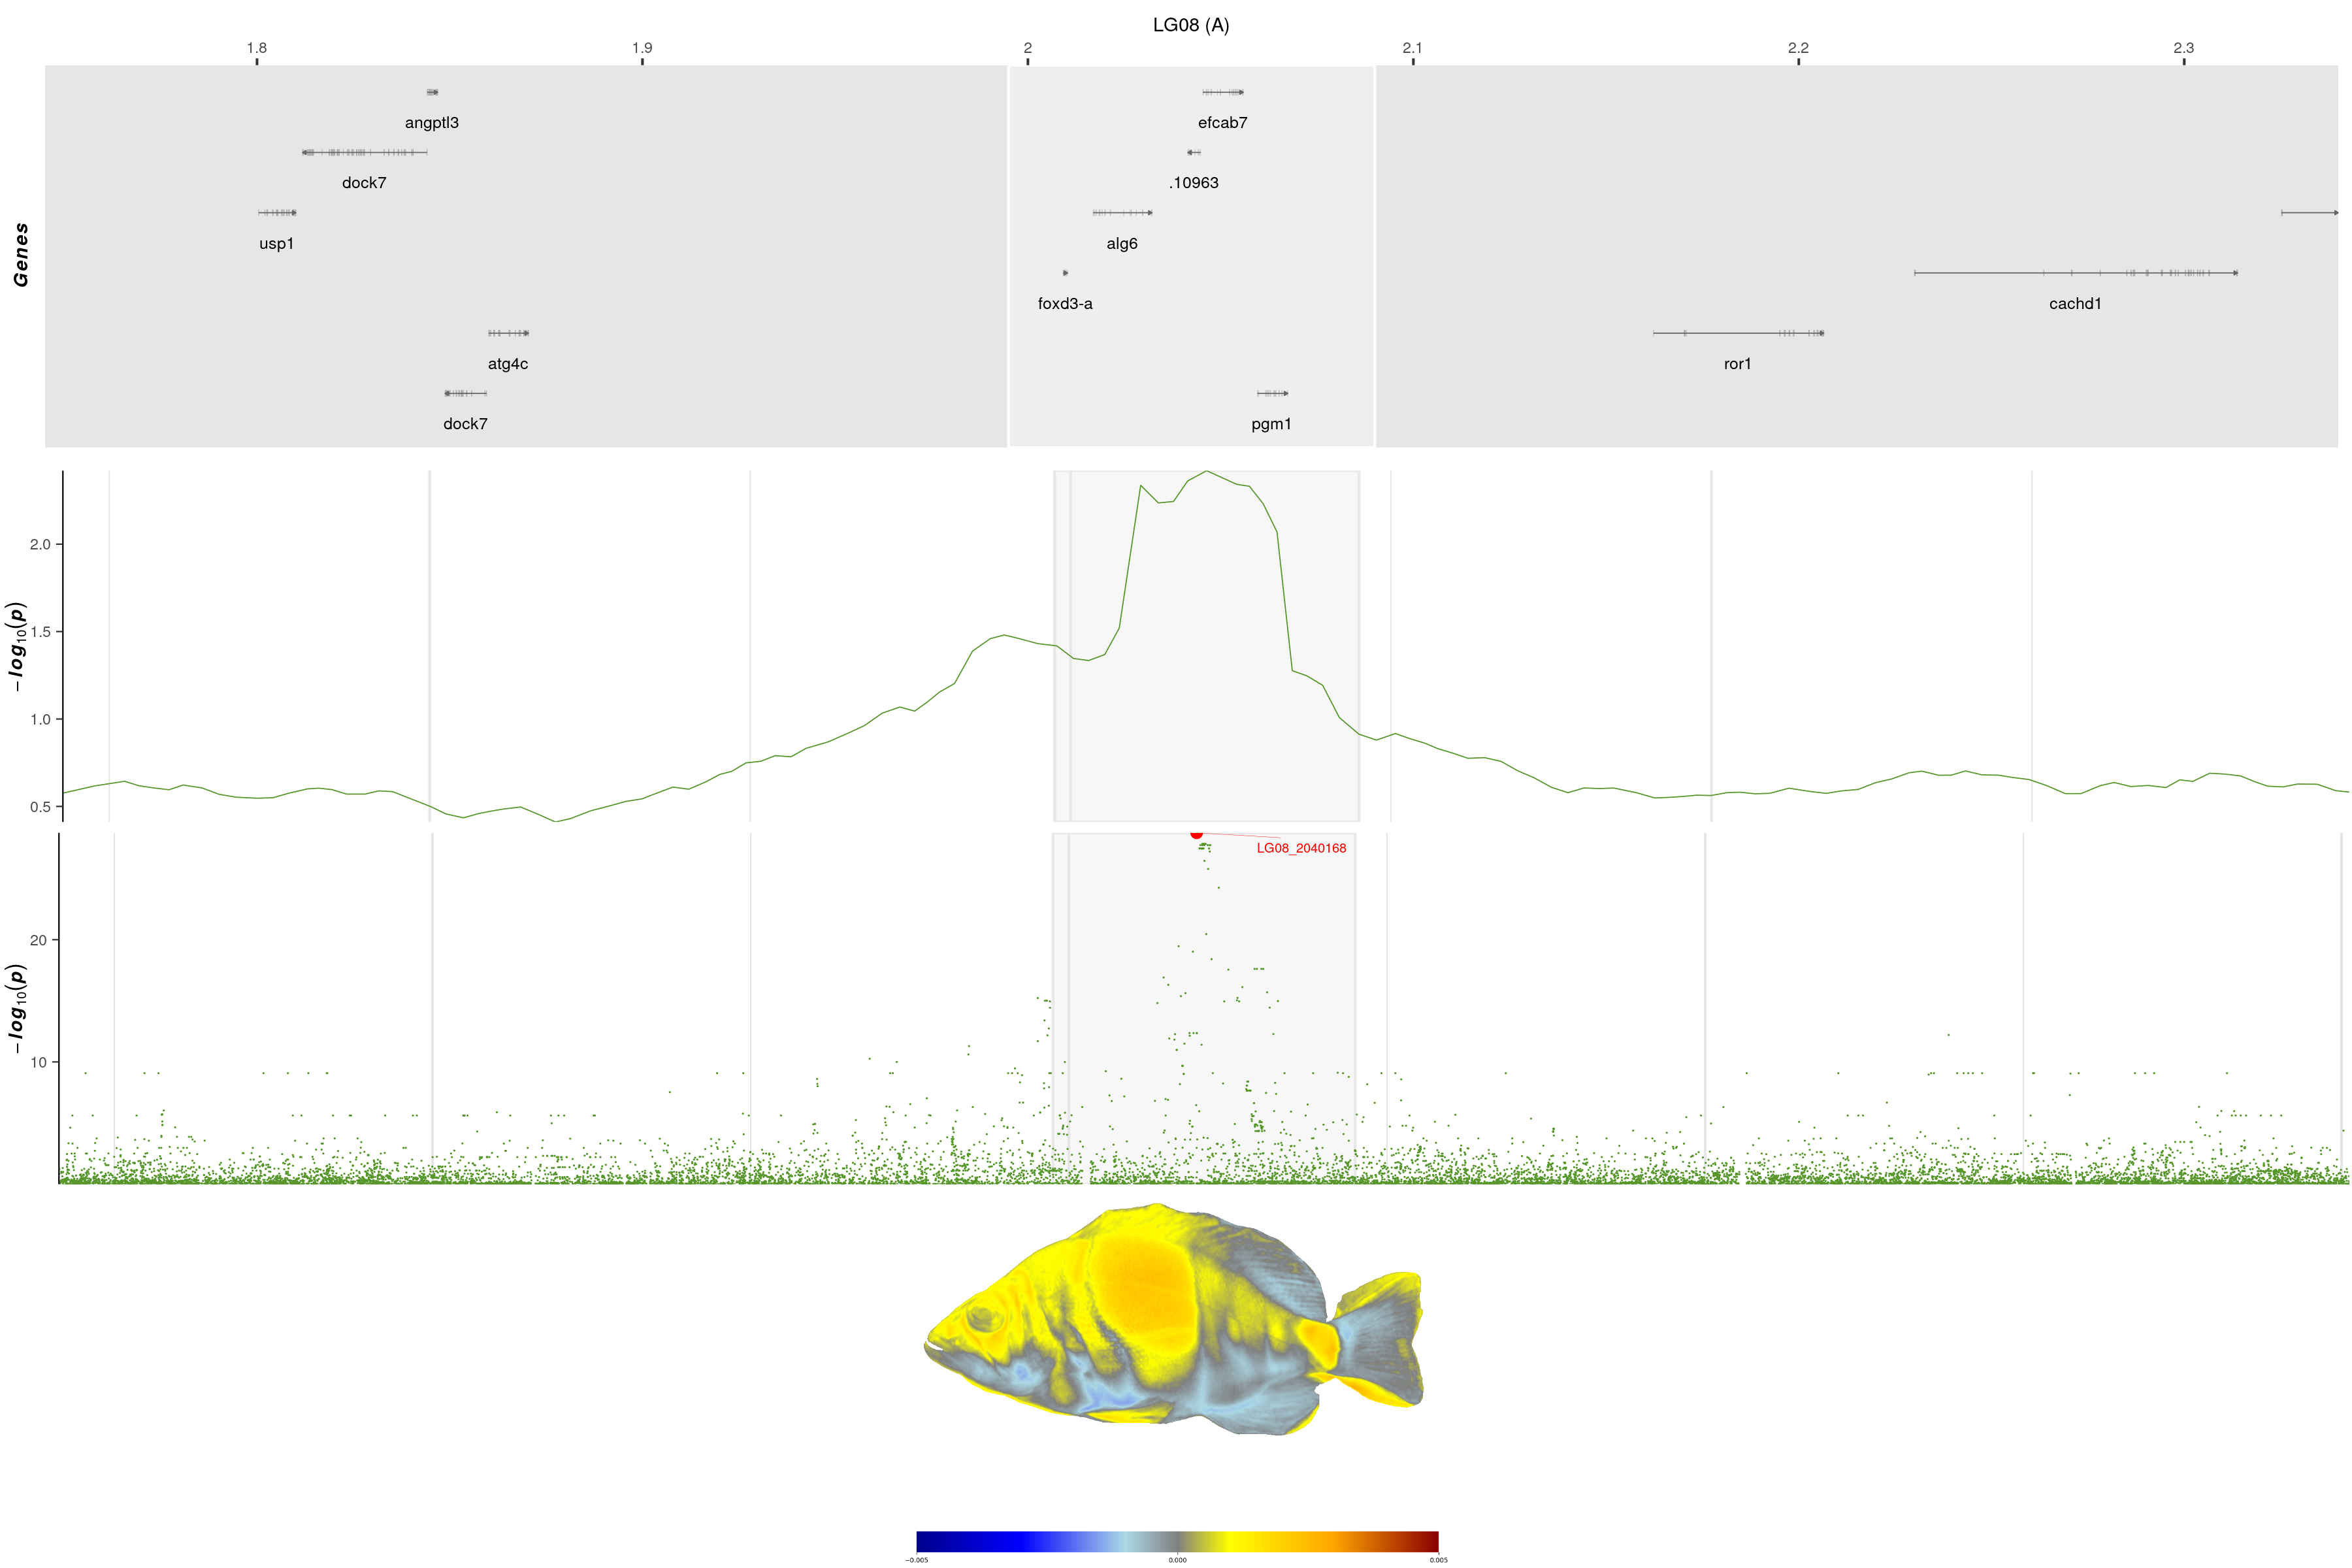 LG08 (A)
1.8 1.9 2 2.1 2.2 2.3
Genes
angptl3 efcab7
dock7 .10963
usp1 alg6
foxd3-a cachd1
atg4c ror1
dock7 pgm1
−log10(p)
2.0
1.5
1.0
0.5
−log10(p)
LG08_2040168
20
10
−0.005 0.000 0.005